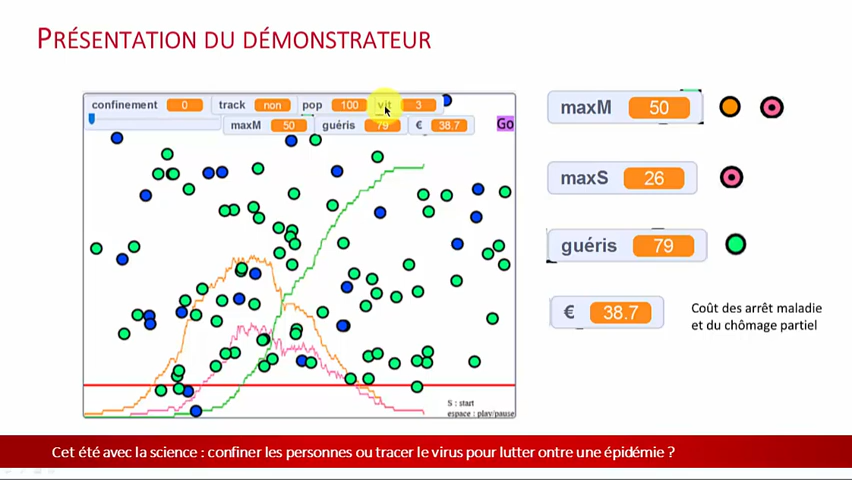 PRÉSENTATION DU DÉMONSTRATEUR
confinement 0 track non pop 100 vit 3
maxM 50 guéris 79 € 38.7 Go
maxM 50
maxS 26
guéris 79
€ 38.7
Coût des arrêt maladie
et du chômage partiel
S : start
espace : play/pause
Cet été avec la science : confiner les personnes ou tracer le virus pour lutter ontre une épidémie ?